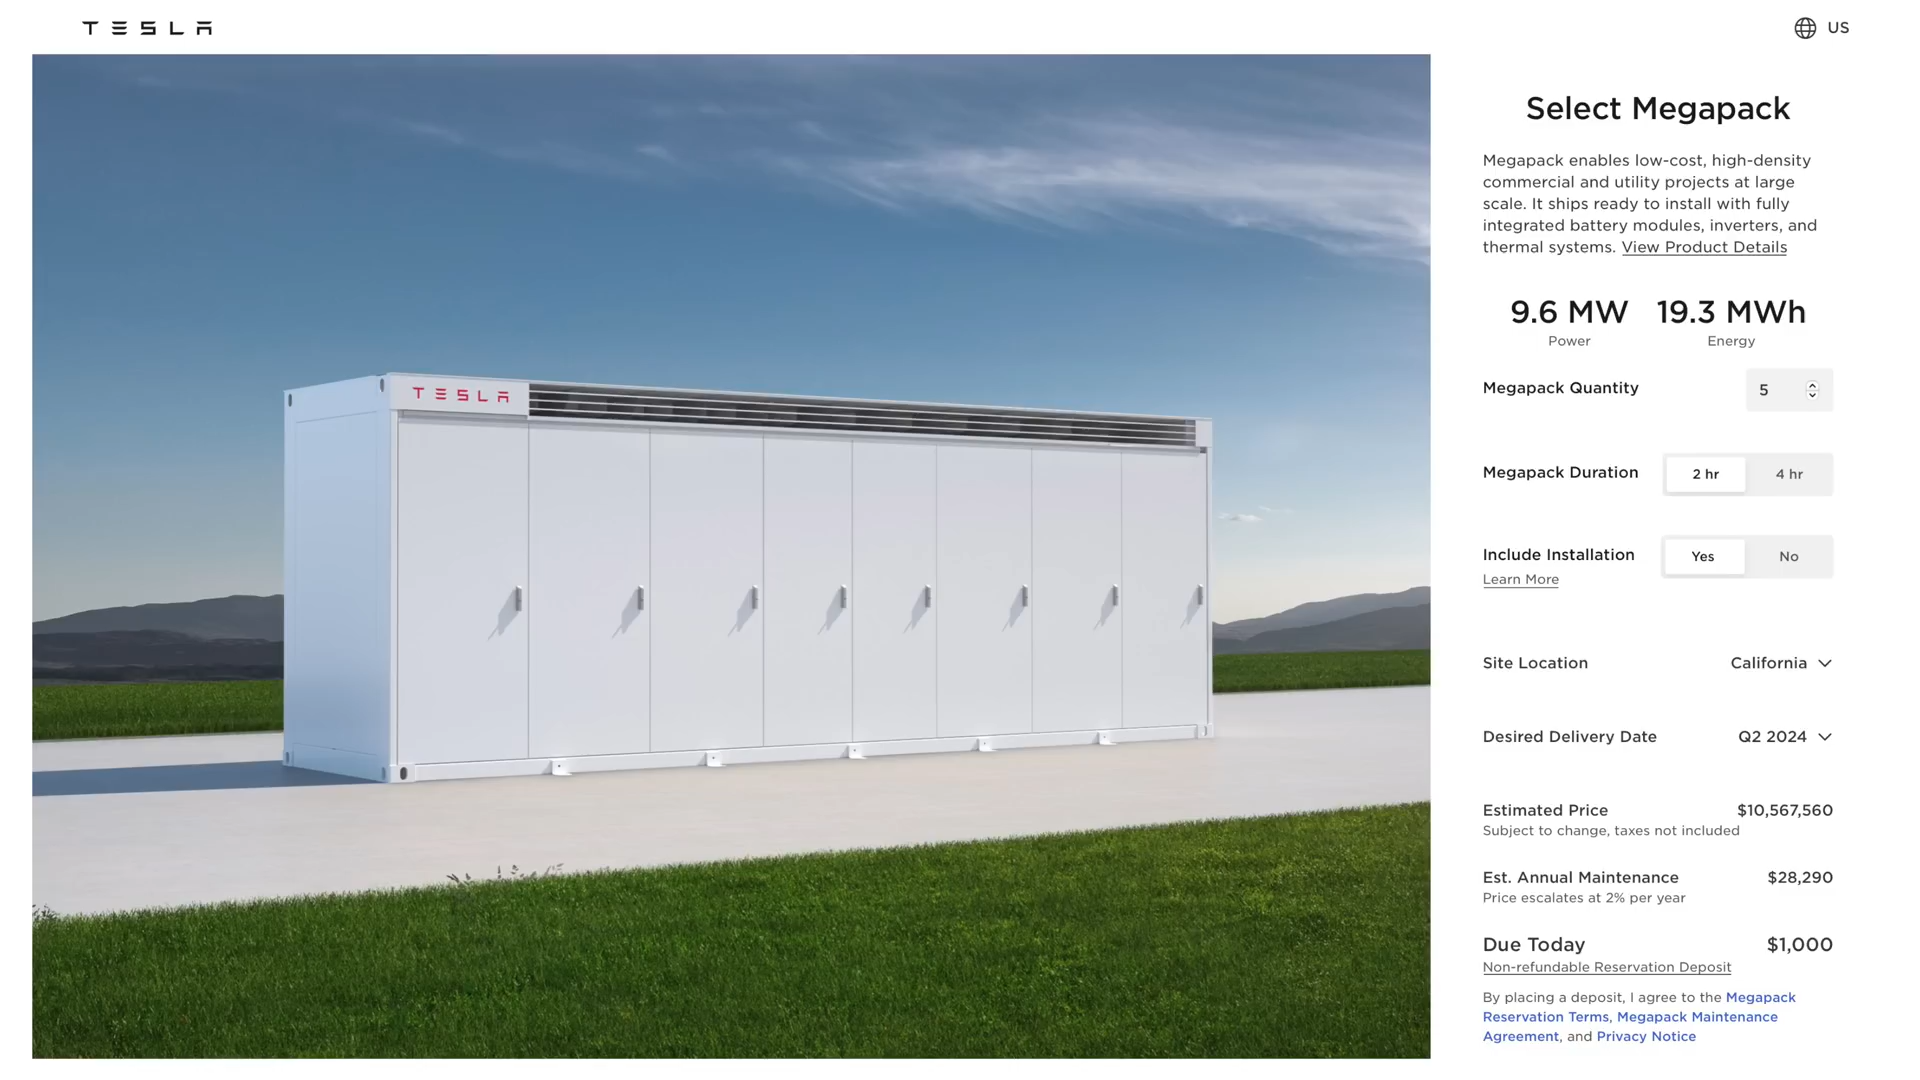 TESLA
US
TESLA
Select Megapack
Megapack enables low-cost, high-density
commercial and utility projects at large
scale. It ships ready to install with fully
integrated battery modules, inverters, and
thermal systems. View Product Details
9.6 MW 19.3 MWh
Power Energy
Megapack Quantity 5
Megapack Duration 2 hr 4 hr
Include Installation Yes No
Learn More
Site Location California
Desired Delivery Date Q2 2024
Estimated Price $10,567,560
Subject to change, taxes not included
Est. Annual Maintenance $28,290
Price escalates at 2% per year
Due Today $1,000
Non-refundable Reservation Deposit
By placing a deposit, I agree to the Megapack
Reservation Terms, Megapack Maintenance
Agreement, and Privacy Notice